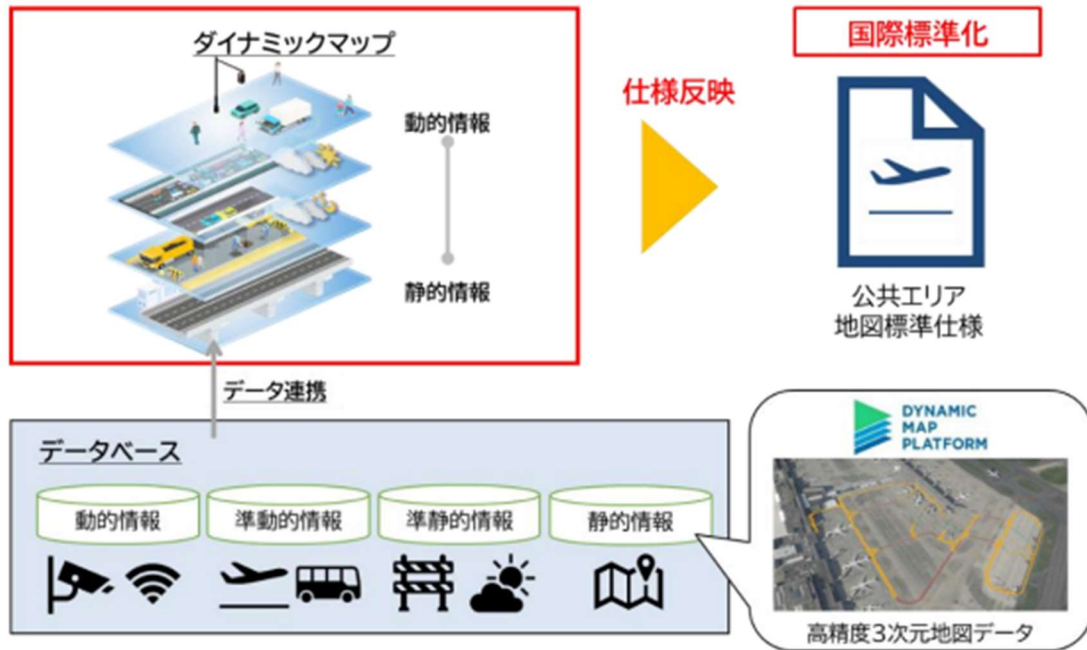 ダイナミックマップ
動的情報
静的情報
仕様反映
国際標準化
公共エリア
地図標準仕様
データ連携
データベース
動的情報
準動的情報
準静的情報
静的情報
DYNAMIC
MAP
PLATFORM
高精度3次元地図データ